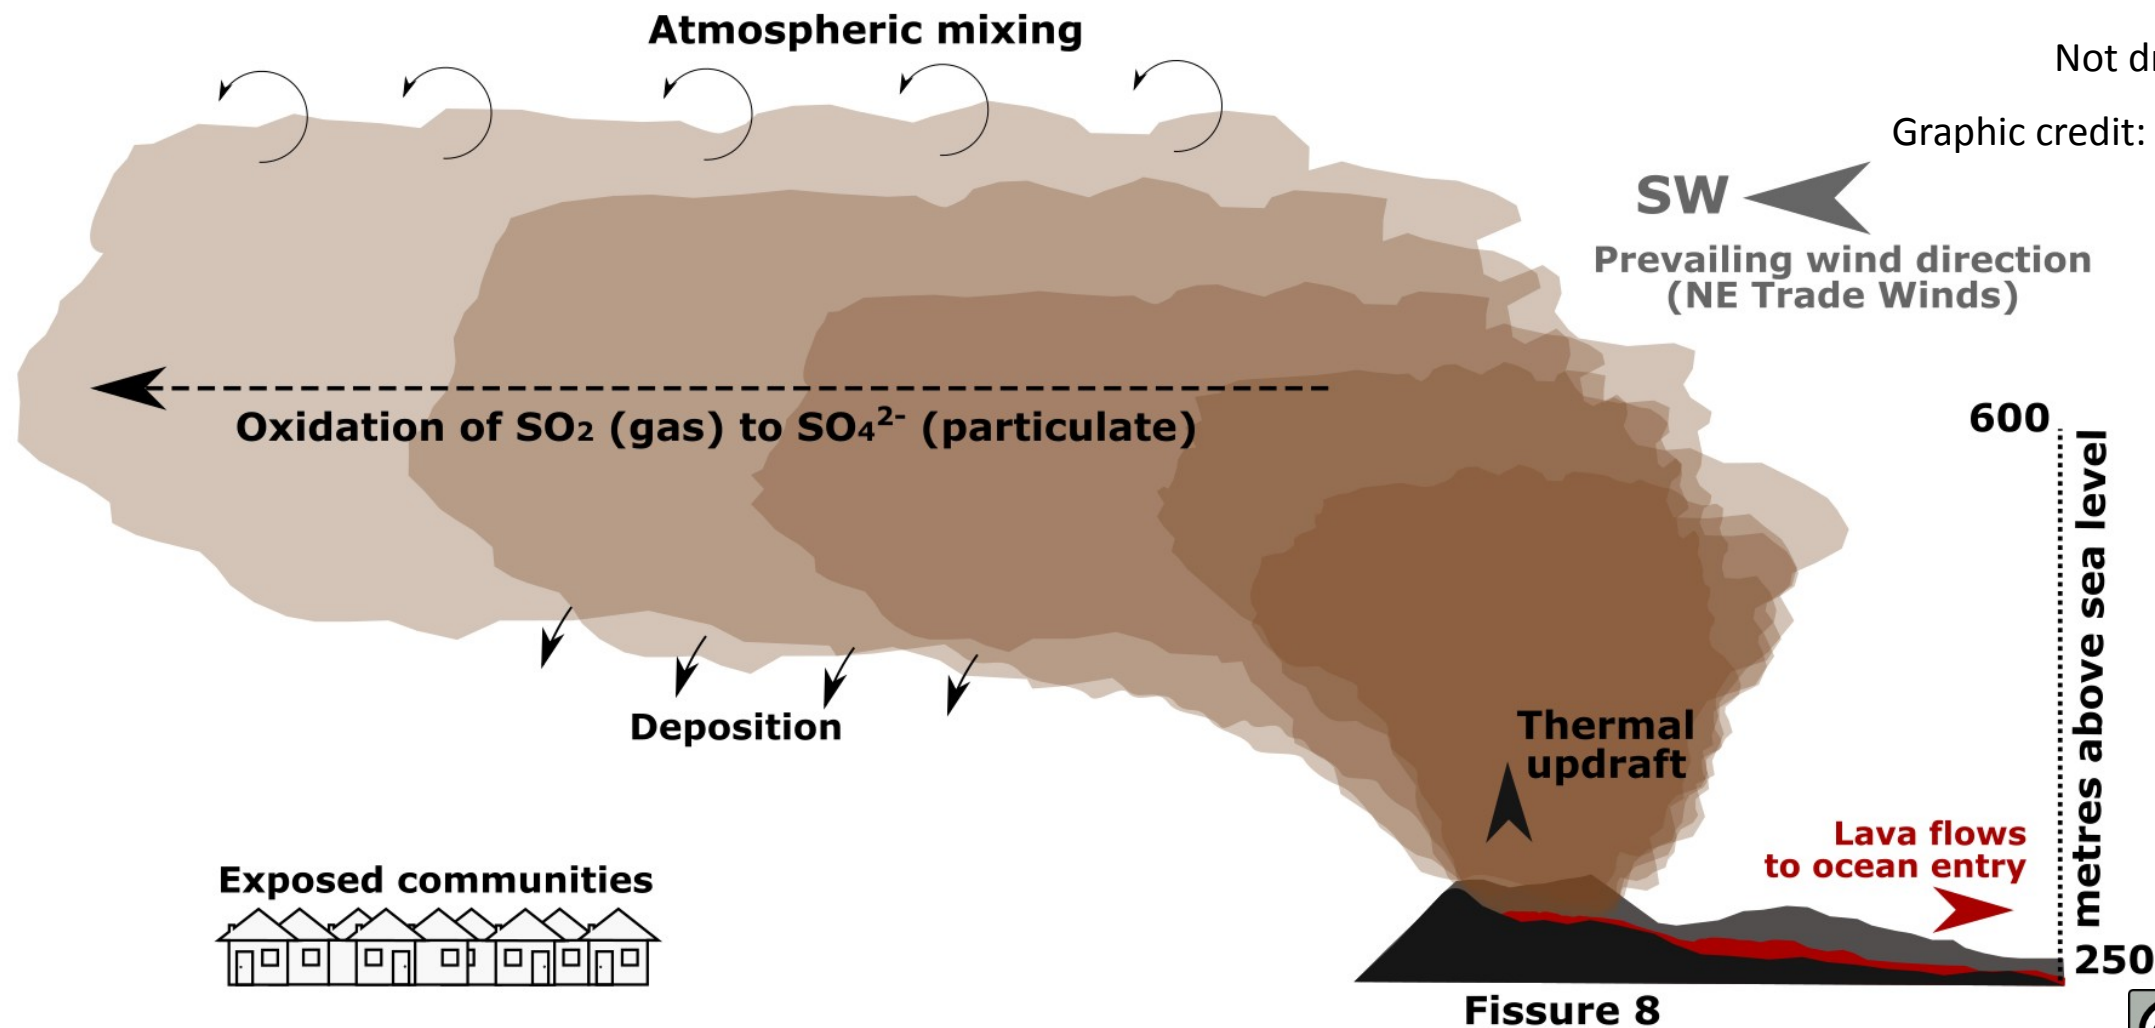 Atmospheric mixing
Not
Graphic credit:
SW
Prevailing wind direction
(NE Trade Winds)
Oxidation of SO₂ (gas) to SO₄²⁻ (particulate)
600
metres above sea level
Deposition
Thermal
updraft
Lava flows
to ocean entry
Exposed communities
250
Fissure 8